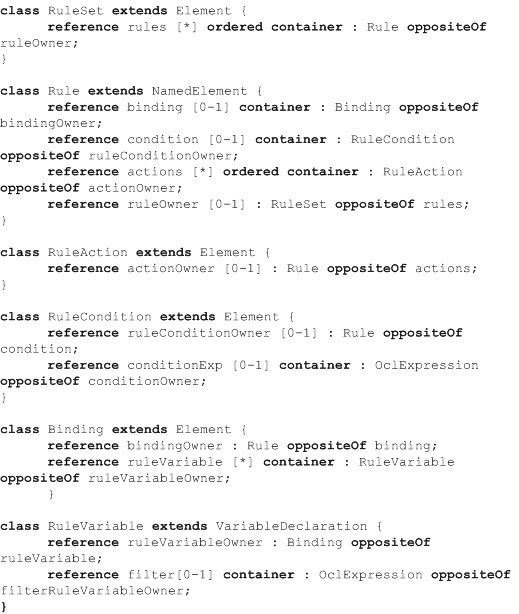 class RuleSet extends Element {
reference rules [*] ordered container : Rule oppositeOf
ruleOwner;
}
class Rule extends NamedElement {
reference binding [0-1] container : Binding oppositeOf
bindingOwner;
reference condition [0-1] container : RuleCondition
oppositeOf ruleConditionOwner;
reference actions [*] ordered container : RuleAction
oppositeOf actionOwner;
reference ruleOwner [0-1] : RuleSet oppositeOf rules;
}
class RuleAction extends Element {
reference actionOwner [0-1] : Rule oppositeOf actions;
}
class RuleCondition extends Element {
reference ruleConditionOwner [0-1] : Rule oppositeOf
condition;
reference conditionExp [0-1] container : OclExpression
oppositeOf conditionOwner;
}
class Binding extends Element {
reference bindingOwner : Rule oppositeOf binding;
reference ruleVariable [*] container : RuleVariable
oppositeOf ruleVariableOwner;
}
class RuleVariable extends VariableDeclaration {
reference ruleVariableOwner : Binding oppositeOf
ruleVariable;
reference filter[0-1] container : OclExpression oppositeOf
filterRuleVariableOwner;
}